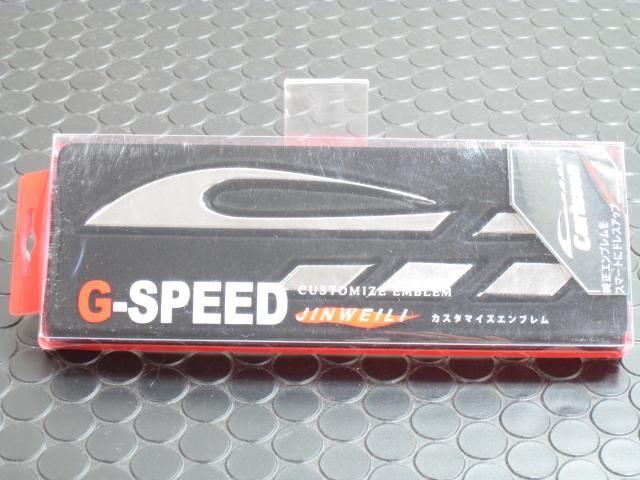 G-SPEED
CUSTOMIZE EMBLEM
JINWEILI
カスタマイズエンブレム
純正エンブレムを
スマートにドレスアップ